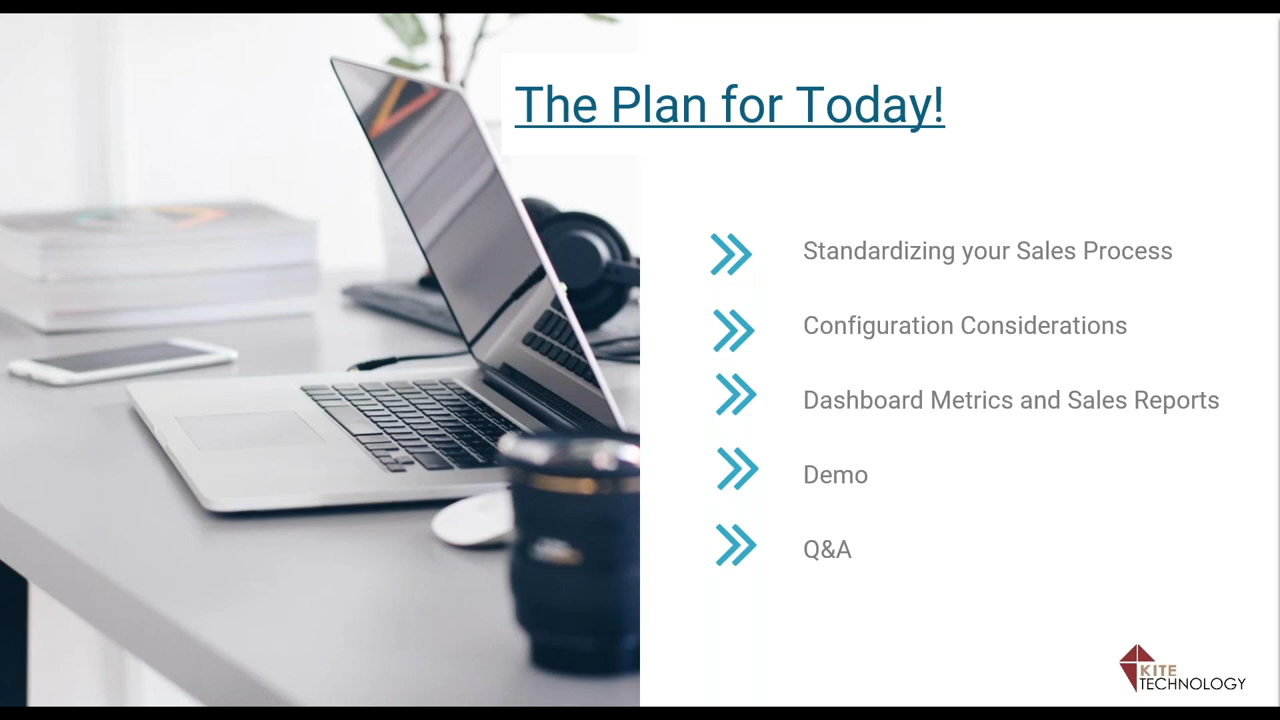 The Plan for Today!
Standardizing your Sales Process
Configuration Considerations
Dashboard Metrics and Sales Reports
Demo
Q&A
KITE
TECHNOLOGY